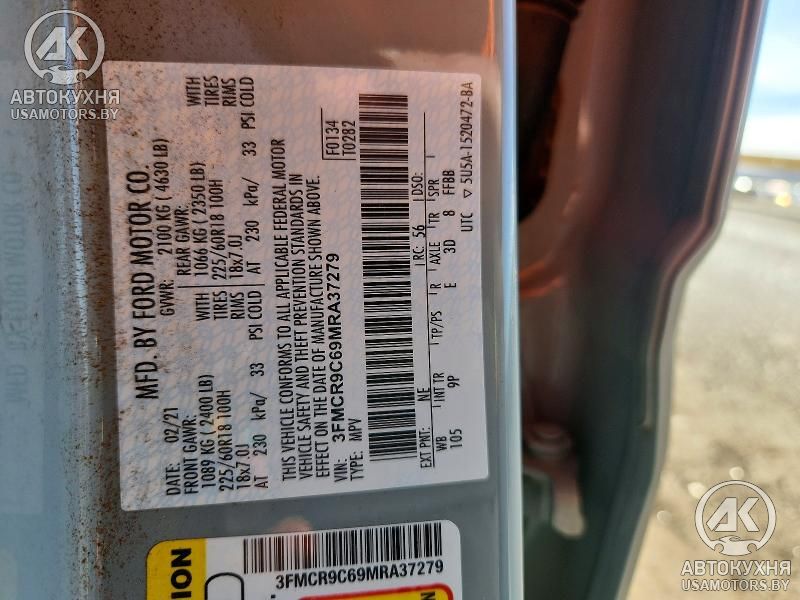 АВТОКУХНЯ
USAMOTORS.BY
MFD. BY FORD MOTOR CO.
DATE: 02/21 GVWR: 2100 KG ( 4630 LB)
FRONT GAWR: REAR GAWR:
1089 KG ( 2400 LB) 1066 KG ( 2350 LB) WITH
225/60R18 100H TIRES 225/60R18 100H TIRES
18x7.0J RIMS 18x7.0J RIMS
AT 230 kPa/ 33 PSI COLD AT 230 kPa/ 33 PSI COLD
THIS VEHICLE CONFORMS TO ALL APPLICABLE FEDERAL MOTOR
VEHICLE SAFETY AND THEFT PREVENTION STANDARDS IN
EFFECT ON THE DATE OF MANUFACTURE SHOWN ABOVE.
F0134
T0282
VIN: 3FMCR9C69MRA37279
TYPE: MPV
EXT PNT: NE RC: 56 DSO:
WB INT TR TP/PS R AXLE TR SPR
105 9P E 3D 8 FFBB
UTC ▽ 5U5A-1520472-BA
3FMCR9C69MRA37279
АВТОКУХНЯ
USAMOTORS.BY